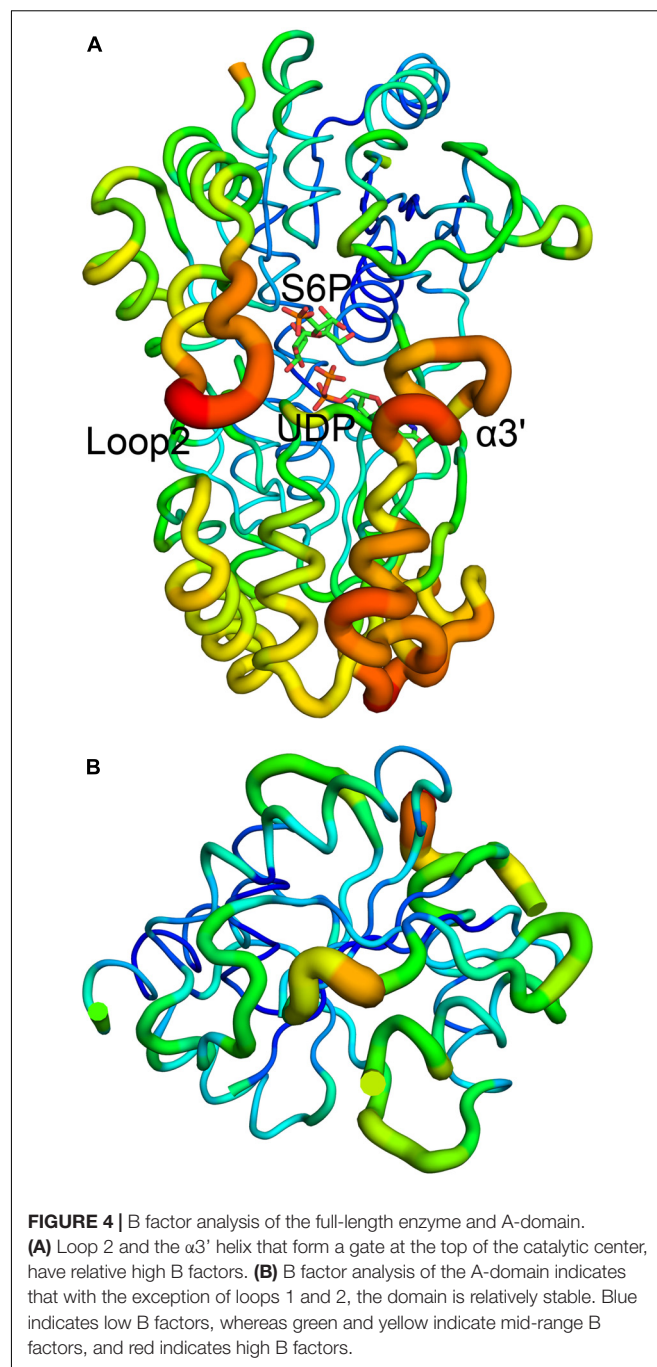 A
S6P
Loop2
UDP
α3'
B
FIGURE 4 | B factor analysis of the full-length enzyme and A-domain.
(A) Loop 2 and the α3' helix that form a gate at the top of the catalytic center,
have relative high B factors. (B) B factor analysis of the A-domain indicates
that with the exception of loops 1 and 2, the domain is relatively stable. Blue
indicates low B factors, whereas green and yellow indicate mid-range B
factors, and red indicates high B factors.